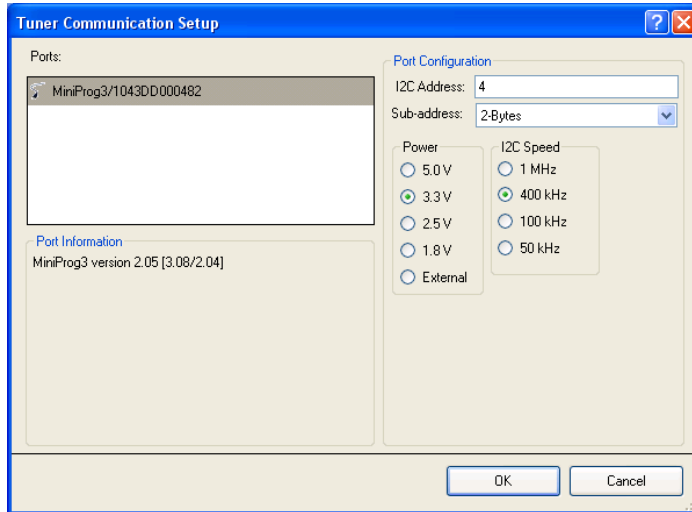 Tuner Communication Setup
Ports:
MiniProg3/1043DD000482
Port Information
MiniProg3 version 2.05 [3.08/2.04]
Port Configuration
I2C Address: 4
Sub-address: 2-Bytes
Power
5.0 V
3.3 V
2.5 V
1.8 V
External
I2C Speed
1 MHz
400 kHz
100 kHz
50 kHz
OK
Cancel